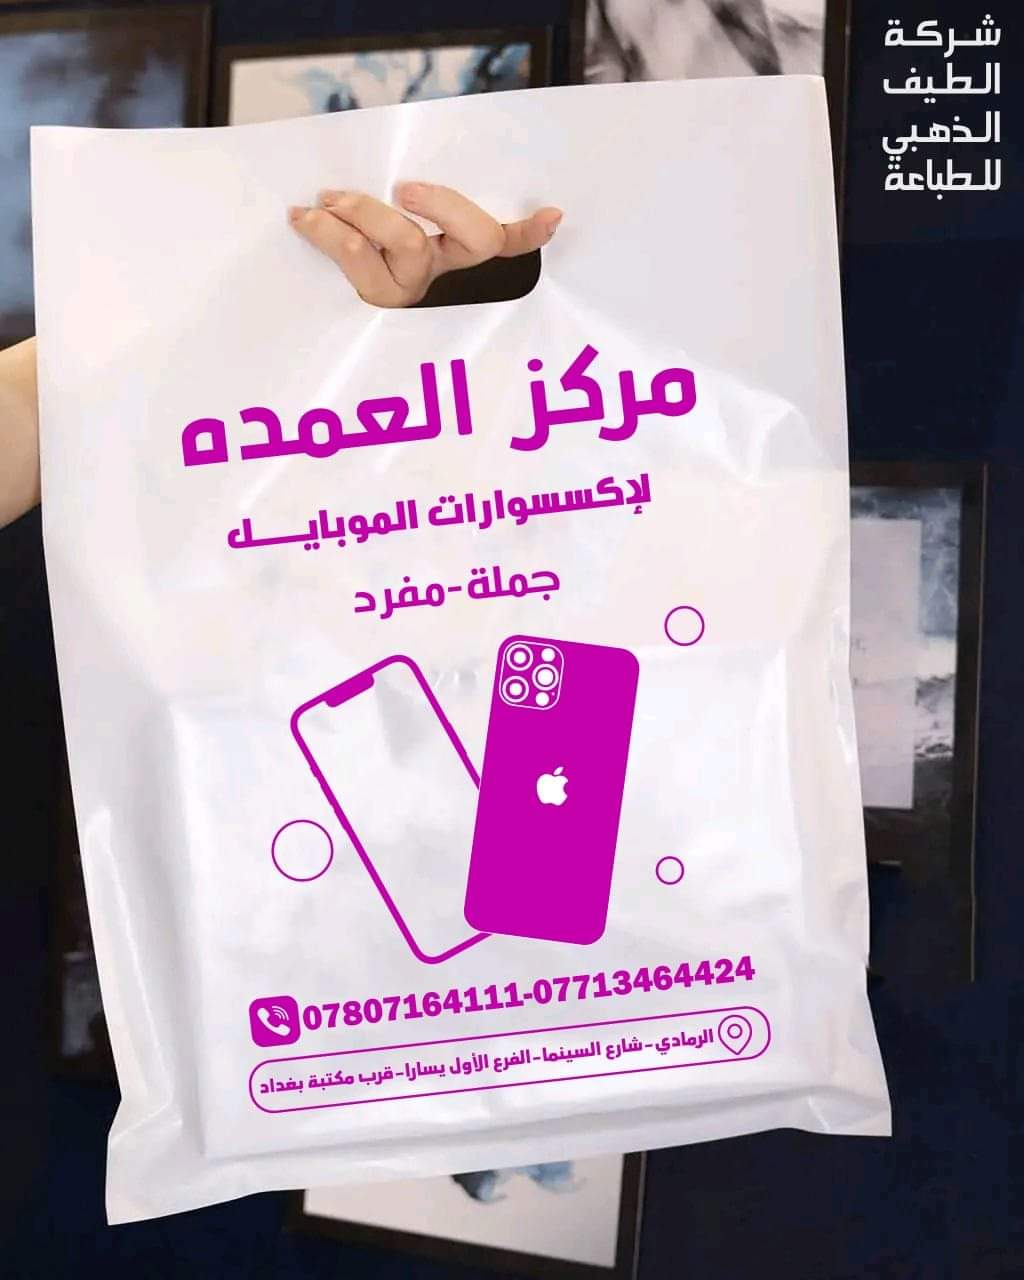 شركة
الطيف
الذهبي
للطباعة
مركز العمده
لإكسسوارات الموبايـــك
جملة-مفرد
07807164111-07713464424
الرمادي-شارع السينما-الفرع الأول يسارا-قرب مكتبة بغداد